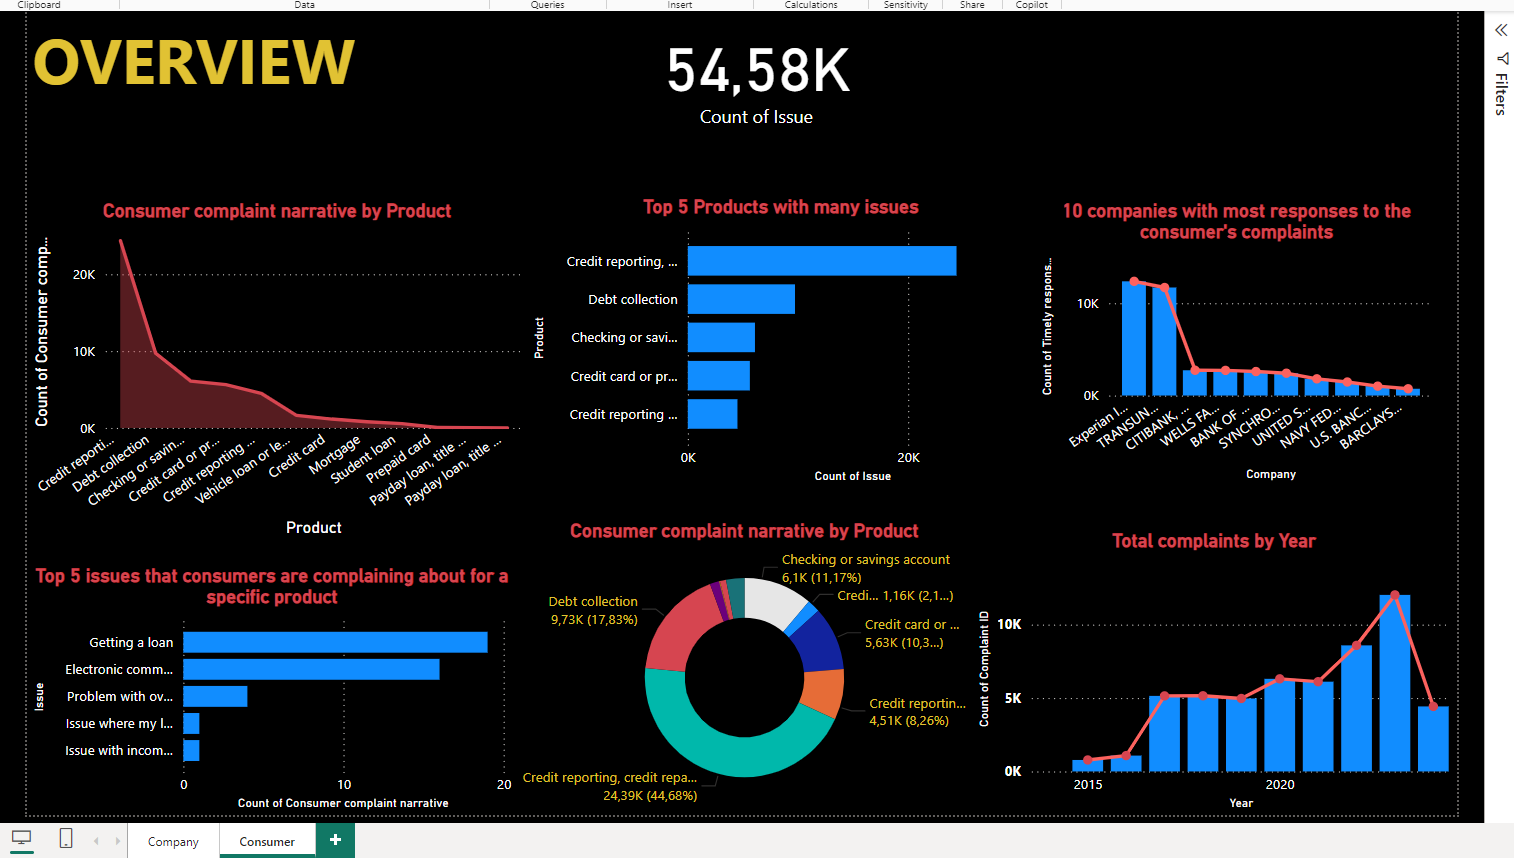 Clipboard
Data
Queries
Insert
Calculations
Sensitivity
Share
Copilot
Filters
OVERVIEW
54,58K
Count of Issue
Consumer complaint narrative by Product
Count of Consumer comp...
20K
10K
0K
Credit reporti...
Debt collection
Checking or savin...
Credit card or pr...
Credit reporting ...
Vehicle loan or le...
Credit card
Mortgage
Student loan
Prepaid card
Payday loan, title ...
Payday loan, title ...
Product
Top 5 Products with many issues
Product
Credit reporting, ...
Debt collection
Checking or savi...
Credit card or pr...
Credit reporting ...
0K
20K
Count of Issue
10 companies with most responses to the
consumer's complaints
Count of Timely respons...
10K
0K
Experian I...
TRANSUN...
CITIBANK, ...
WELLS FA...
BANK OF ...
SYNCHRO...
UNITED S...
NAVY FED...
U.S. BANC...
BARCLAYS...
Company
Top 5 issues that consumers are complaining about for a
specific product
Issue
Getting a loan
Electronic comm...
Problem with ov...
Issue where my l...
Issue with incom...
0
10
20
Count of Consumer complaint narrative
Consumer complaint narrative by Product
Checking or savings account
6,1K (11,17%)
Credi... 1,16K (2,1...)
Credit card or ...
5,63K (10,3...)
Credit reportin...
4,51K (8,26%)
Credit reporting, credit repa...
24,39K (44,68%)
Debt collection
9,73K (17,83%)
Total complaints by Year
Count of Complaint ID
10K
5K
0K
2015
2020
Year
Company
Consumer
+